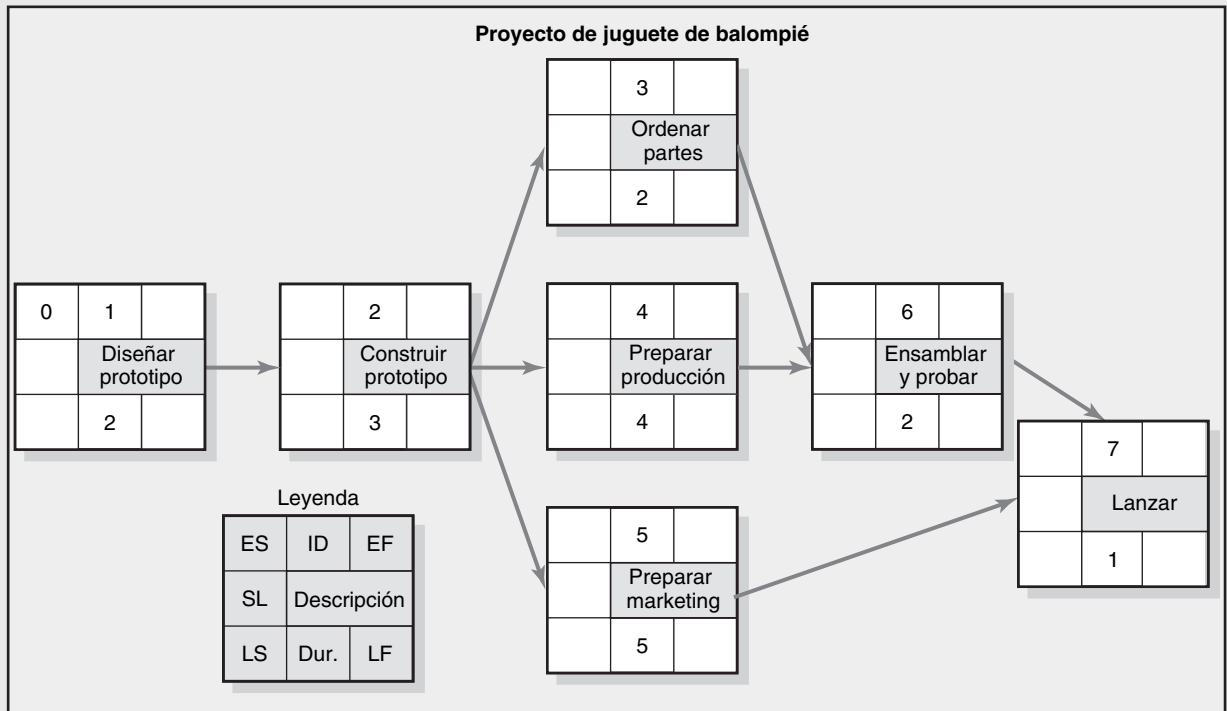 Proyecto de juguete de balompié
3
Ordenar
partes
2
0 1
Diseñar
prototipo
2
2
Construir
prototipo
3
4
Preparar
producción
4
6
Ensamblar
y probar
2
7
Lanzar
1
5
Preparar
marketing
5
Leyenda
ES ID EF
SL Descripción
LS Dur. LF